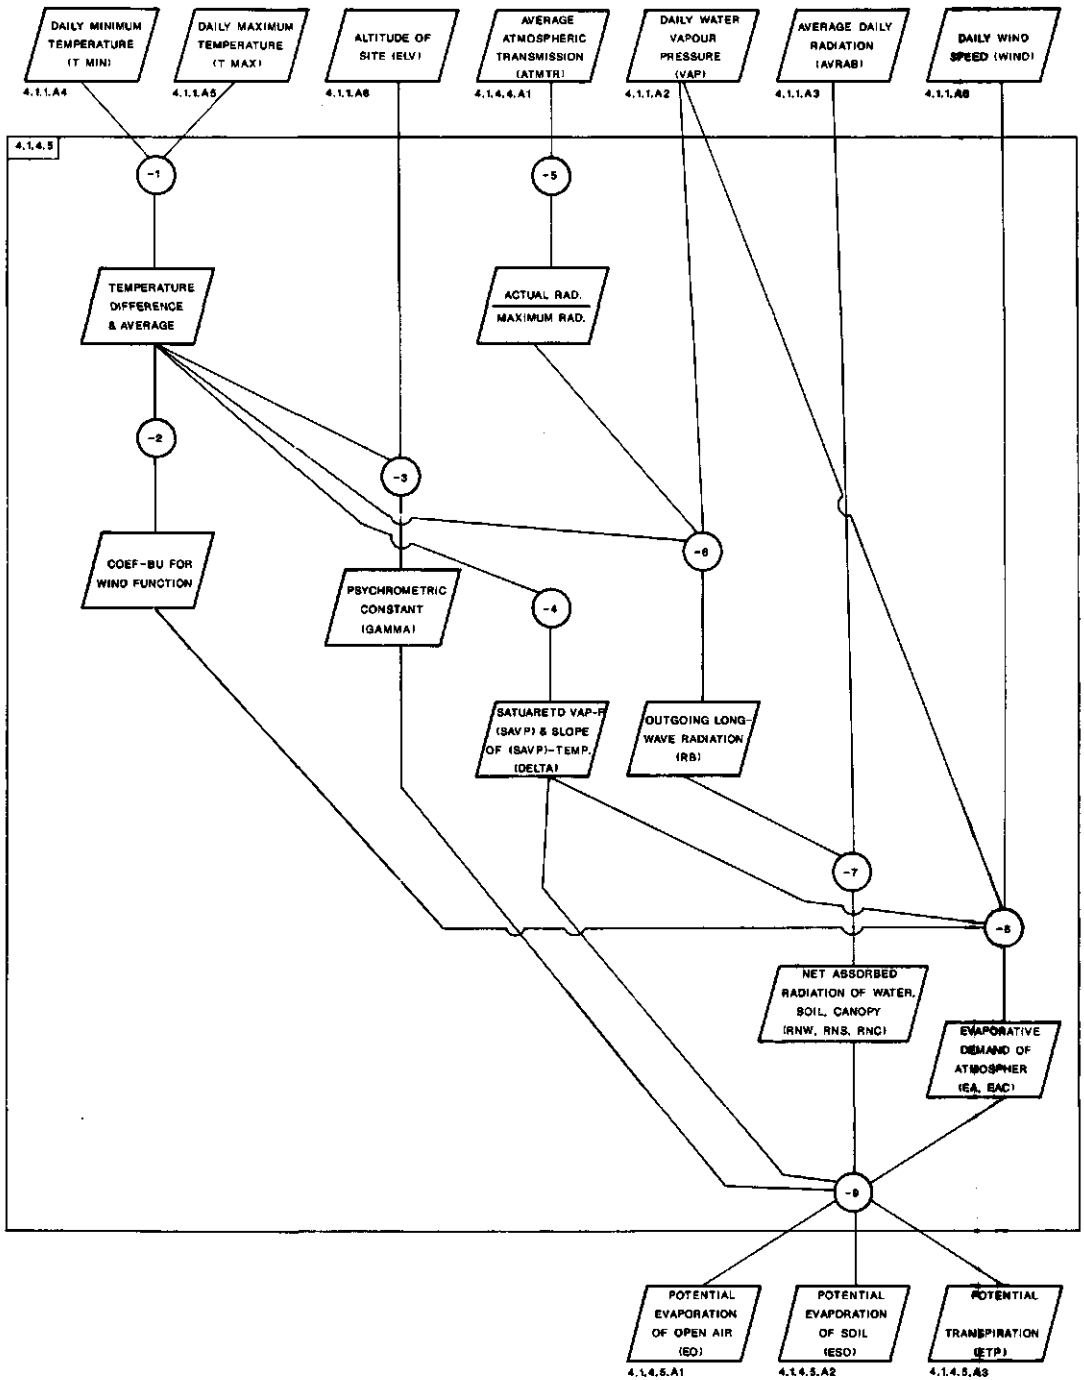 DAILY MINIMUM
TEMPERATURE
(T MIN)
4.1.1.A4
DAILY MAXIMUM
TEMPERATURE
(T MAX)
4.1.1.A5
ALTITUDE OF
SITE (ELV)
4.1.1.A6
AVERAGE
ATMOSPHERIC
TRANSMISSION
(ATMTR)
4.1.4.4.A1
DAILY WATER
VAPOUR
PRESSURE
(VAP)
4.1.1.A2
AVERAGE DAILY
RADIATION
(AVRAB)
4.1.1.A3
DAILY WIND
SPEED (WIND)
4.1.1.A6
4.1.4.5
-1
-5
TEMPERATURE
DIFFERENCE
& AVERAGE
ACTUAL RAD.
MAXIMUM RAD.
-2
-3
-6
COEF-BU FOR
WIND FUNCTION
PSYCHROMETRIC
CONSTANT
(GAMMA)
-4
SATUARETD VAP-P
(SAVP) & SLOPE
OF (SAVP)-TEMP.
(DELTA)
OUTGOING LONG-
WAVE RADIATION
(RB)
-7
-8
NET ABSORBED
RADIATION OF WATER,
SOIL, CANOPY
(RNW, RNS, RNC)
EVAPORATIVE
DEMAND OF
ATMOSPHER
(EA, EAC)
-9
POTENTIAL
EVAPORATION
OF OPEN AIR
(EO)
4.1.4.5.A1
POTENTIAL
EVAPORATION
OF SOIL
(ESO)
4.1.4.5.A2
POTENTIAL
TRANSPIRATION
(ETP)
4.1.4.5.A3